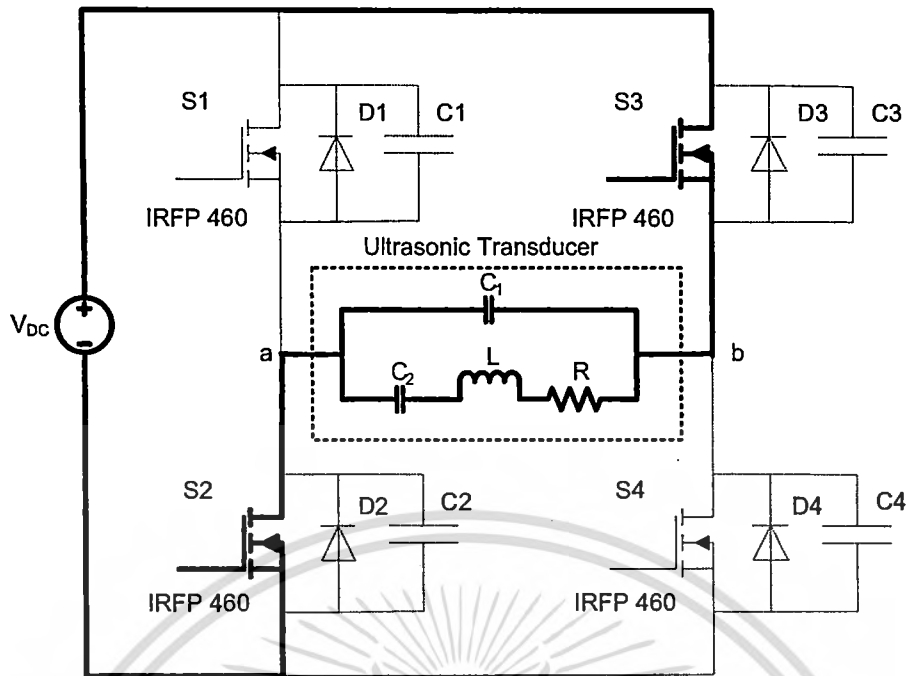 S1
D1
C1
IRFP 460
S3
D3
C3
IRFP 460
Ultrasonic Transducer
C1
VDC
+
-
a
b
C2
L
R
S2
D2
C2
IRFP 460
S4
D4
C4
IRFP 460